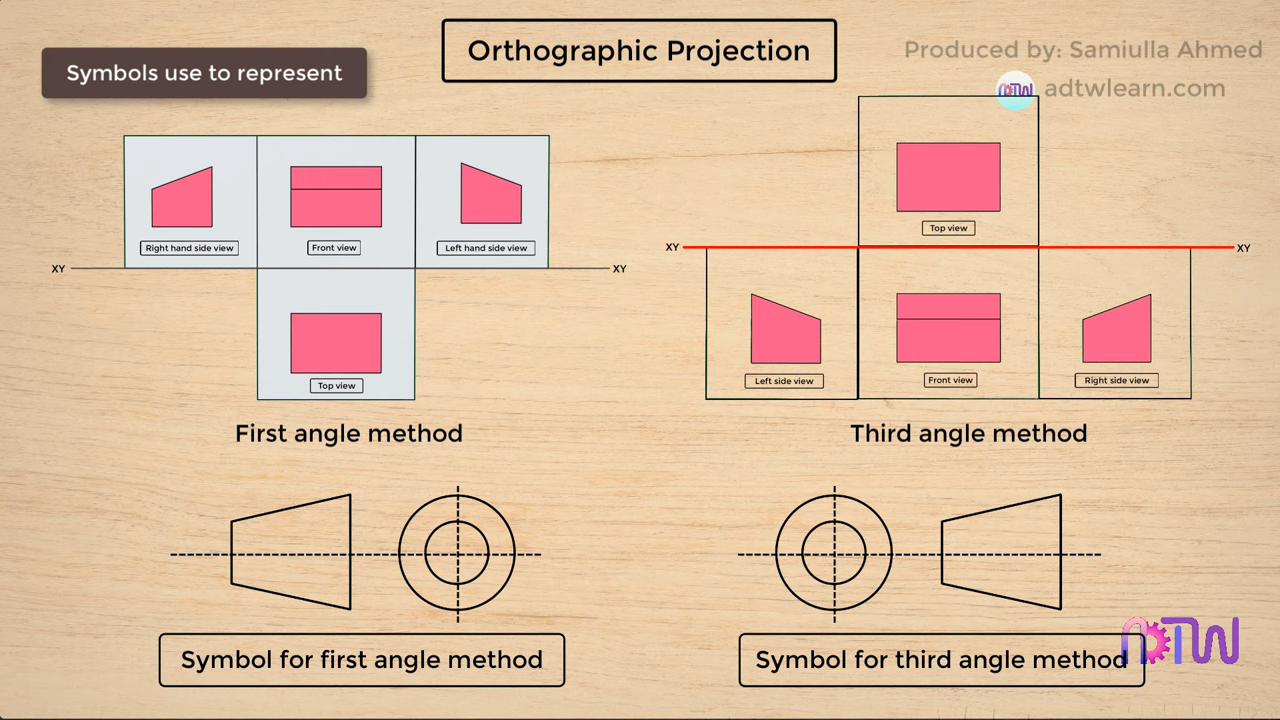 Orthographic Projection
Symbols use to represent
Produced by: Samiulla Ahmed
ADTW
adtwlearn.com
Right hand side view
Front view
Left hand side view
XY
XY
Top view
First angle method
Top view
XY
XY
Left side view
Front view
Right side view
Third angle method
Symbol for first angle method
Symbol for third angle method
ADTW